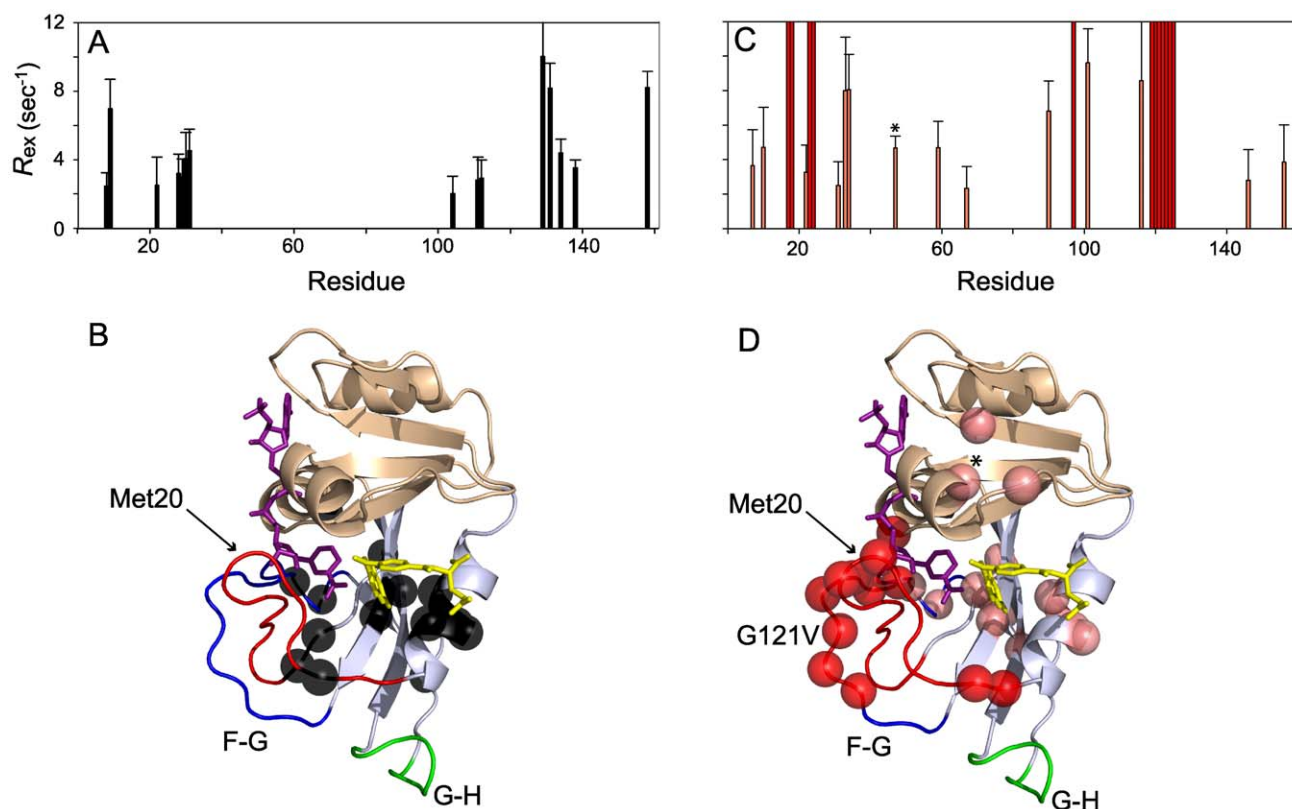 A
12
8
4
0
R_ex (sec⁻¹)
20
60
100
140
Residue
C
*
20
60
100
140
Residue
B
Met20
F-G
G-H
D
*
Met20
G121V
F-G
G-H